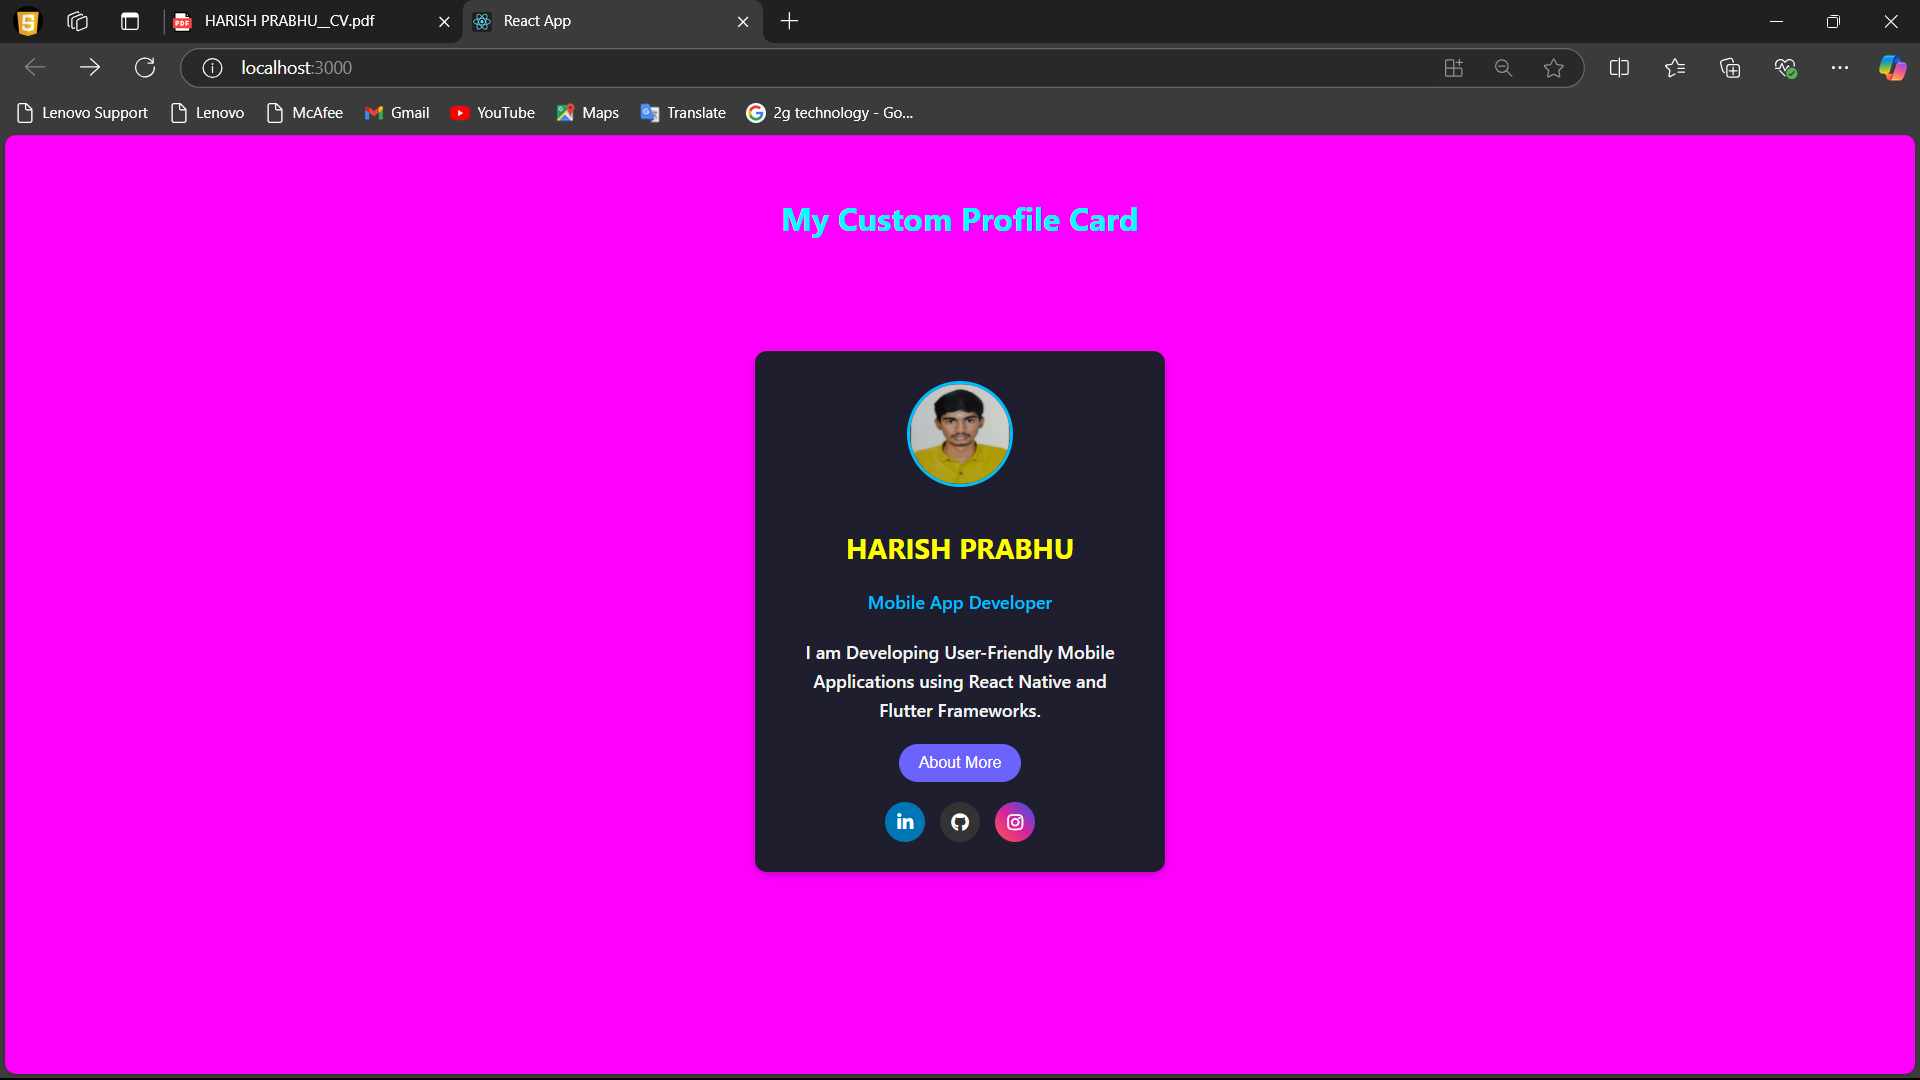 HARISH PRABHU__CV.pdf
React App
localhost:3000
Lenovo Support
Lenovo
McAfee
Gmail
YouTube
Maps
Translate
2g technology - Go...
My Custom Profile Card
HARISH PRABHU
Mobile App Developer
I am Developing User-Friendly Mobile
Applications using React Native and
Flutter Frameworks.
About More
in